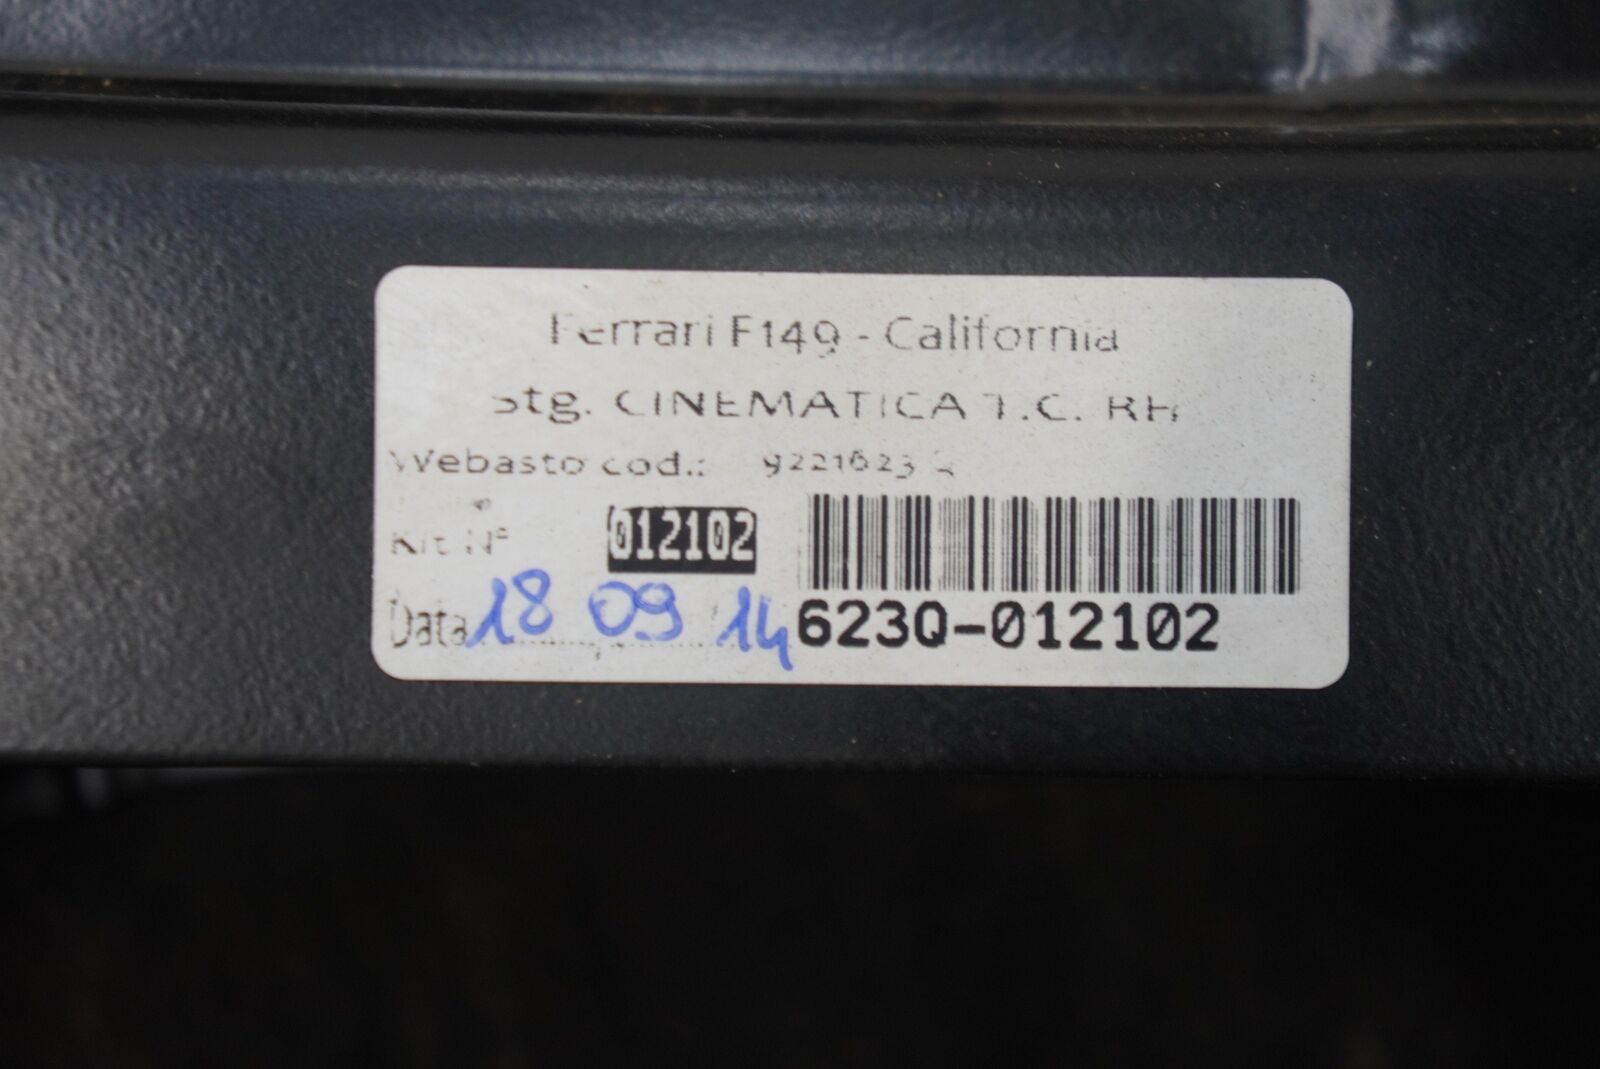 Ferrari F149 - California
Stg. CINEMATICA T.C. RH
Webasto cod.: 9221623 Q
Kit N° 012102
Data 18 09 14 623Q-012102